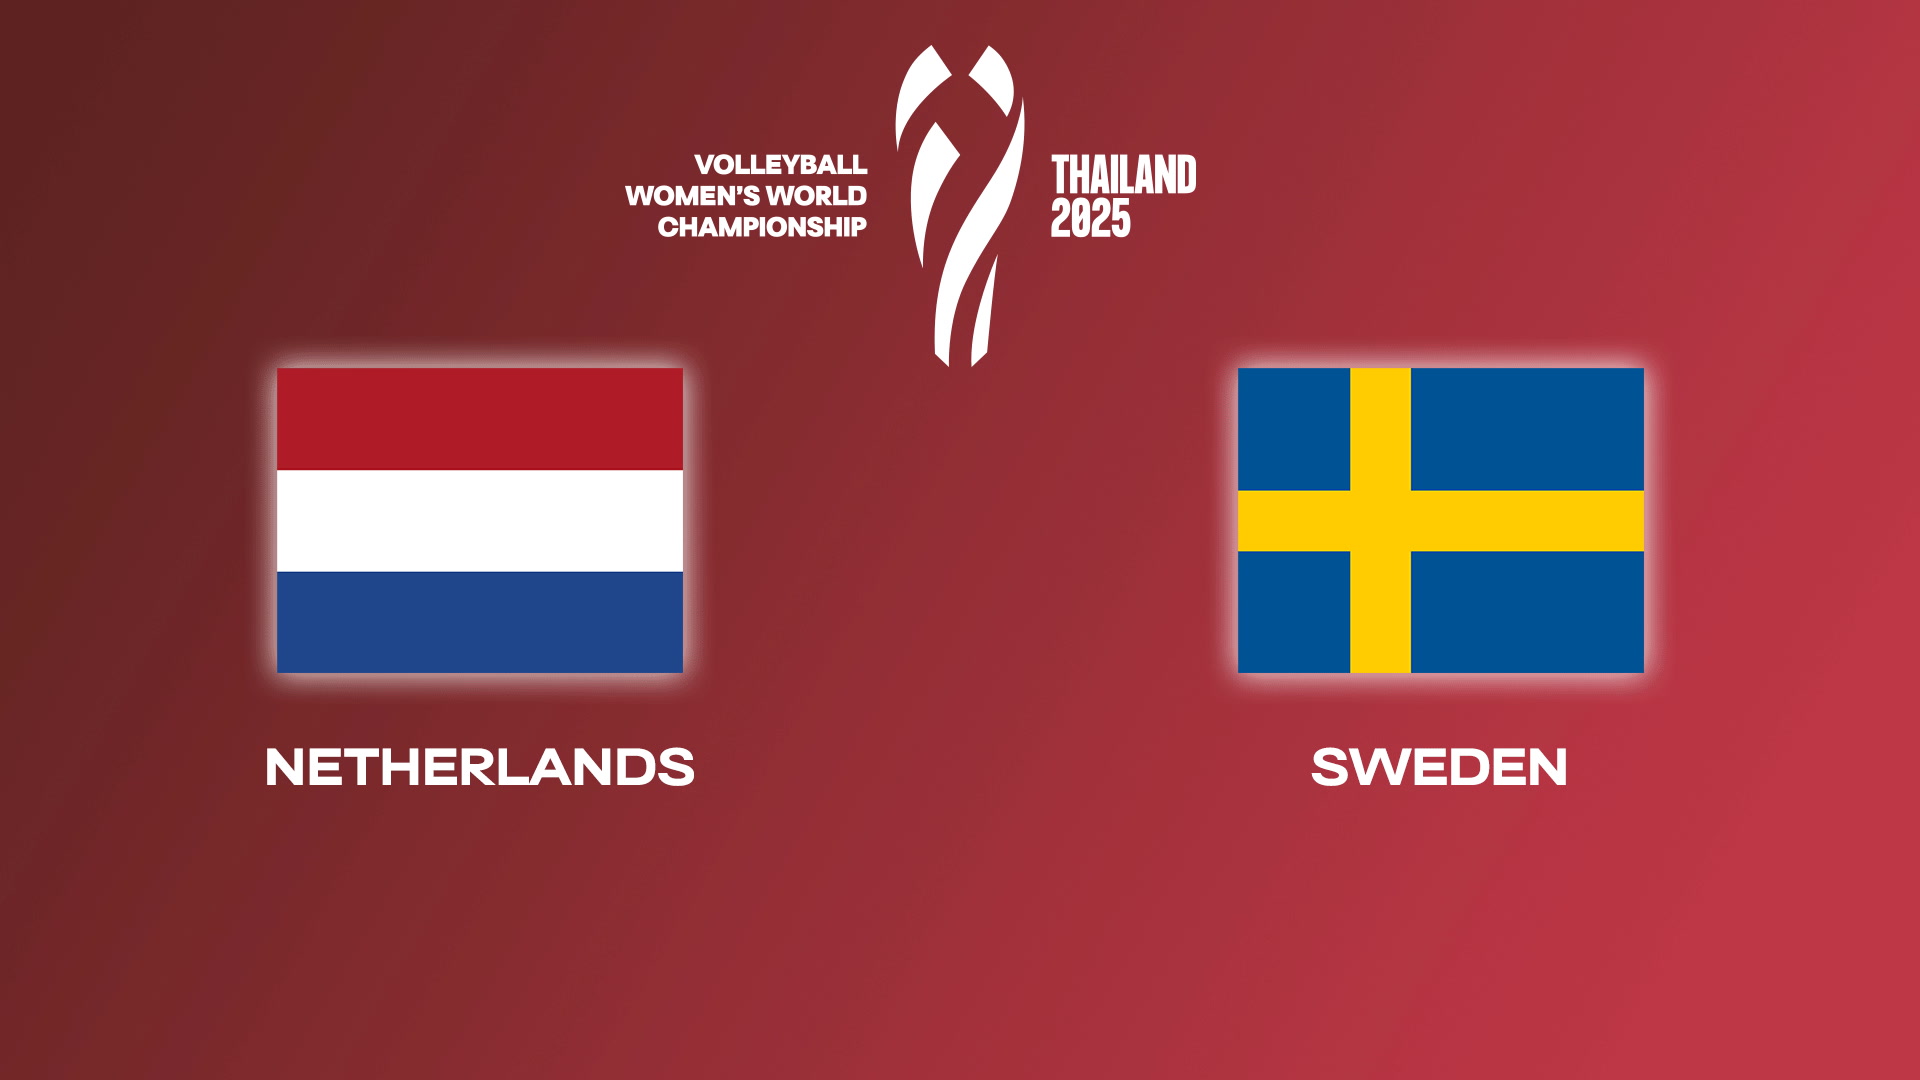 VOLLEYBALL
WOMEN'S WORLD
CHAMPIONSHIP
THAILAND
2025
NETHERLANDS
SWEDEN